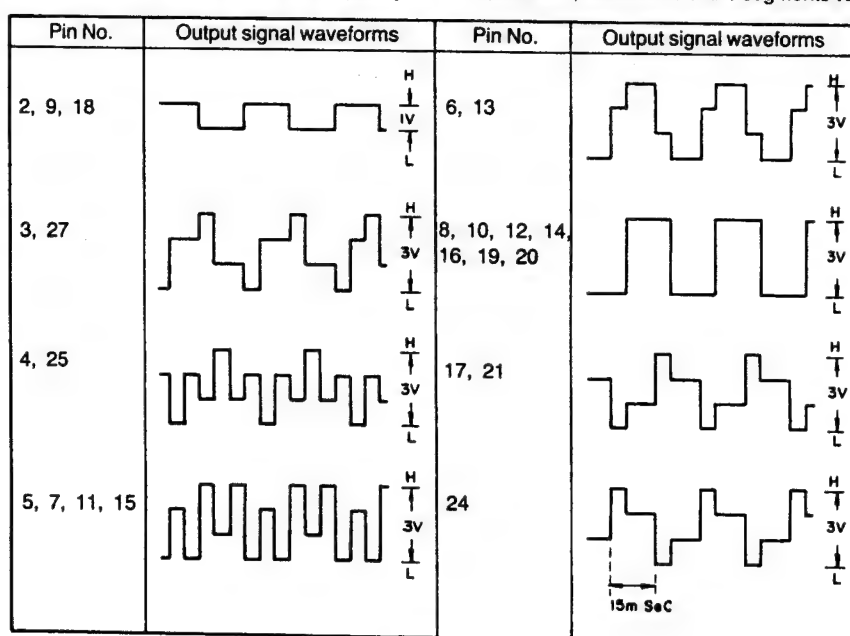 Pin No. Output signal waveforms Pin No. Output signal waveforms
2, 9, 18
H
1V
L
6, 13
H
3V
L
3, 27
H
3V
L
8, 10, 12, 14,
16, 19, 20
H
3V
L
4, 25
H
3V
L
17, 21
H
3V
L
5, 7, 11, 15
H
3V
L
24
H
3V
L
15m SeC